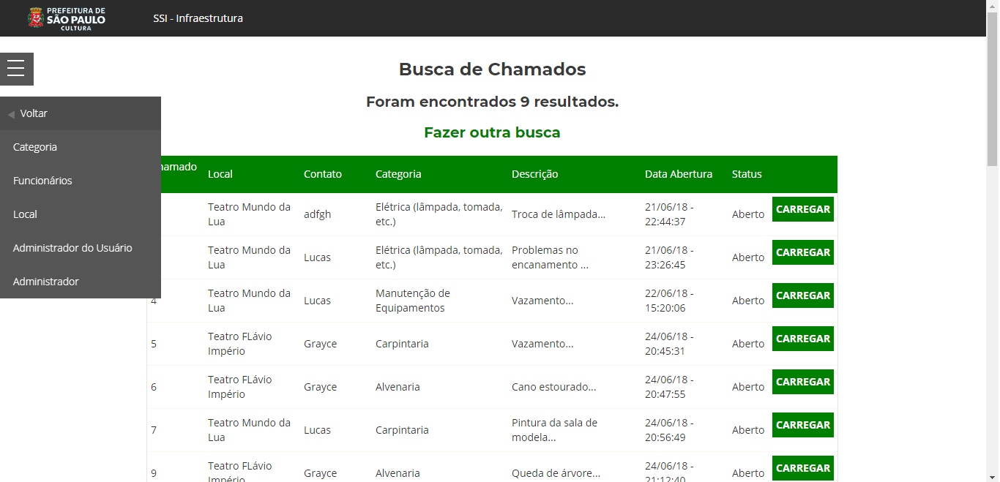 PREFEITURA DE
SÃO PAULO
CULTURA
SSI - Infraestrutura
Busca de Chamados
Foram encontrados 9 resultados.
Fazer outra busca
Voltar
Categoria
Funcionários
Local
Administrador do Usuário
Administrador
hamado Local Contato Categoria Descrição Data Abertura Status
Teatro Mundo da Elétrica (lâmpada, tomada, 21/06/18 -
Lua adfgh etc.) Troca de lâmpada... 22:44:37 Aberto CARREGAR
Teatro Mundo da Elétrica (lâmpada, tomada, Problemas no 21/06/18 -
Lua Lucas etc.) encanamento ... 23:26:45 Aberto CARREGAR
Teatro Mundo da Manutenção de 22/06/18 -
4 Lua Lucas Equipamentos Vazamento... 15:20:06 Aberto CARREGAR
Teatro FLávio 24/06/18 -
5 Império Grayce Carpintaria Vazamento... 20:45:31 Aberto CARREGAR
Teatro FLávio 24/06/18 -
6 Império Grayce Alvenaria Cano estourado... 20:47:55 Aberto CARREGAR
Teatro Mundo da Pintura da sala de 24/06/18 -
7 Lua Lucas Carpintaria modela... 20:56:49 Aberto CARREGAR
Teatro FLávio 24/06/18 -
9 Império Grayce Alvenaria Queda de árvore... 21:12:40 Aberto CARREGAR